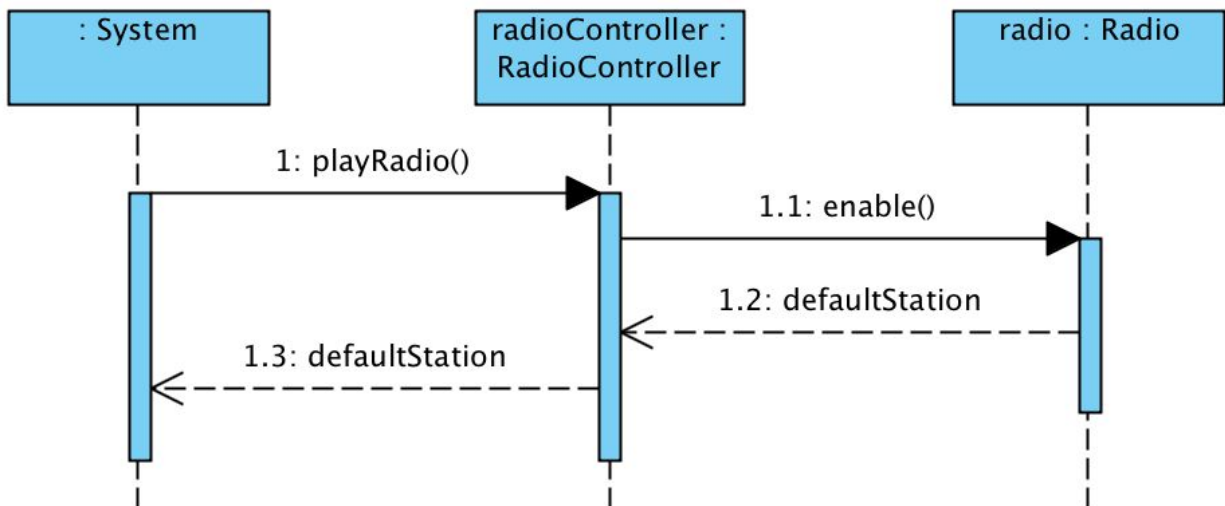 : System
radioController :
RadioController
radio : Radio
1: playRadio()
1.1: enable()
1.2: defaultStation
1.3: defaultStation